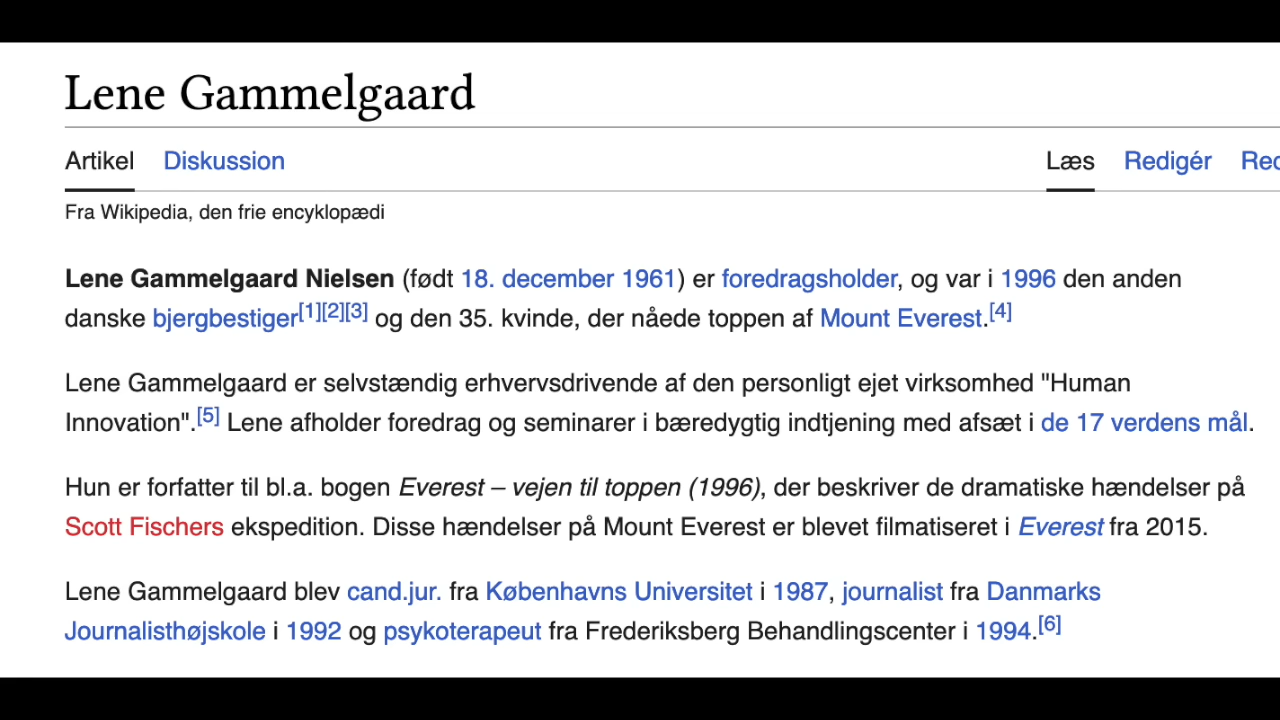 Lene Gammelgaard
Artikel Diskussion Læs Redigér
Fra Wikipedia, den frie encyklopædi
Lene Gammelgaard Nielsen (født 18. december 1961) er foredragsholder, og var i 1996 den anden
danske bjergbestiger[1][2][3] og den 35. kvinde, der nåede toppen af Mount Everest.[4]
Lene Gammelgaard er selvstændig erhvervsdrivende af den personligt ejet virksomhed "Human
Innovation".[5] Lene afholder foredrag og seminarer i bæredygtig indtjening med afsæt i de 17 verdens mål.
Hun er forfatter til bl.a. bogen Everest – vejen til toppen (1996), der beskriver de dramatiske hændelser på
Scott Fischers ekspedition. Disse hændelser på Mount Everest er blevet filmatiseret i Everest fra 2015.
Lene Gammelgaard blev cand.jur. fra Københavns Universitet i 1987, journalist fra Danmarks
Journalisthøjskole i 1992 og psykoterapeut fra Frederiksberg Behandlingscenter i 1994.[6]